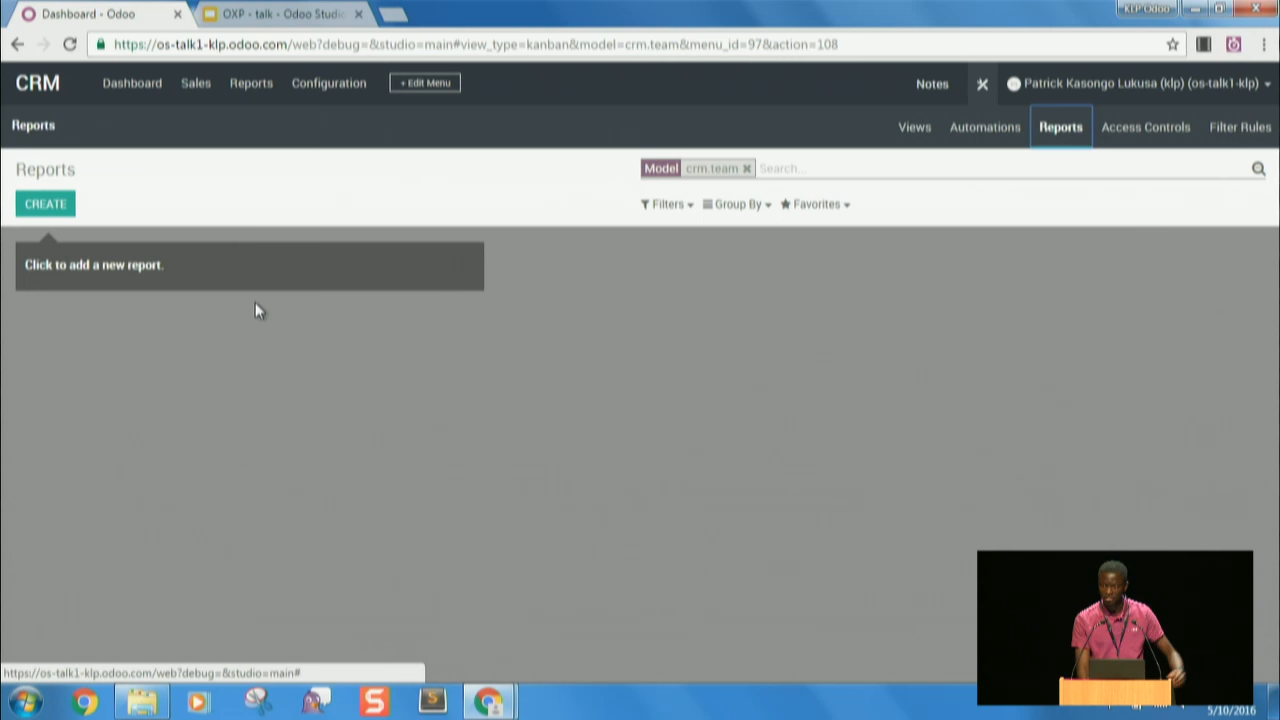 Dashboard - Odoo
OXP - talk - Odoo Studio
KLP Odoo
https://os-talk1-klp.odoo.com/web?debug=&studio=main#view_type=kanban&model=crm.team&menu_id=97&action=108
CRM
Dashboard
Sales
Reports
Configuration
+ Edit Menu
Notes
Patrick Kasongo Lukusa (klp) (os-talk1-klp)
Reports
Views
Automations
Reports
Access Controls
Filter Rules
Reports
Model crm.team
Search...
CREATE
Filters
Group By
Favorites
Click to add a new report.
https://os-talk1-klp.odoo.com/web?debug=&studio=main#
S
S
5/10/2016